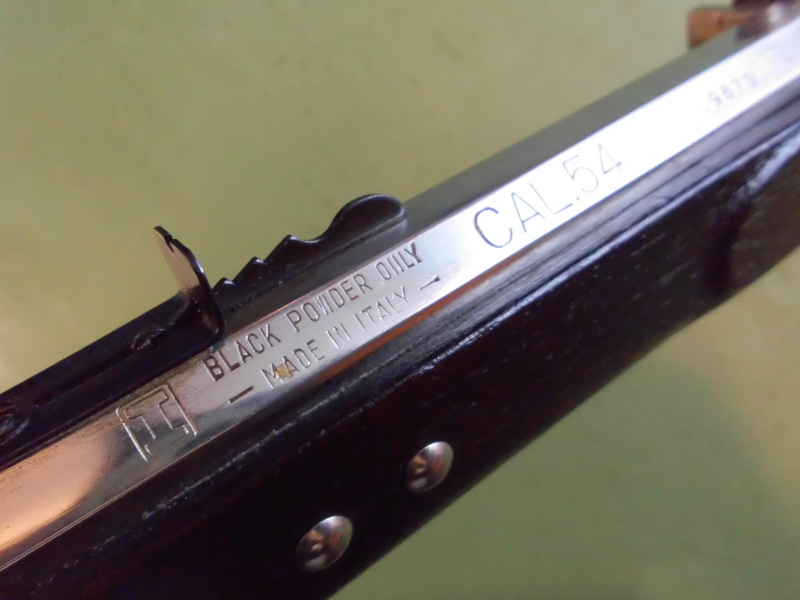 CAL.54
BLACK POWDER ONLY
— MADE IN ITALY —